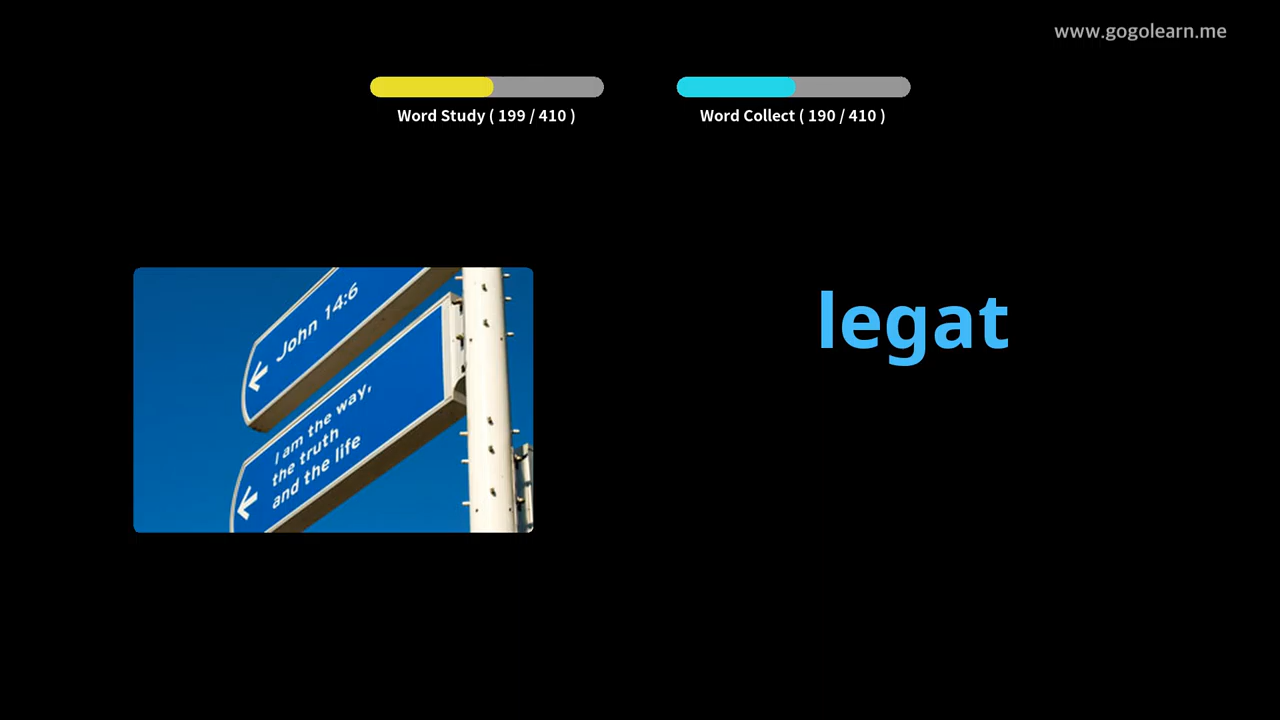 www.gogolearn.me
Word Study ( 199 / 410 )
Word Collect ( 190 / 410 )
John 14:6
I am the way,
the truth
and the life
legat